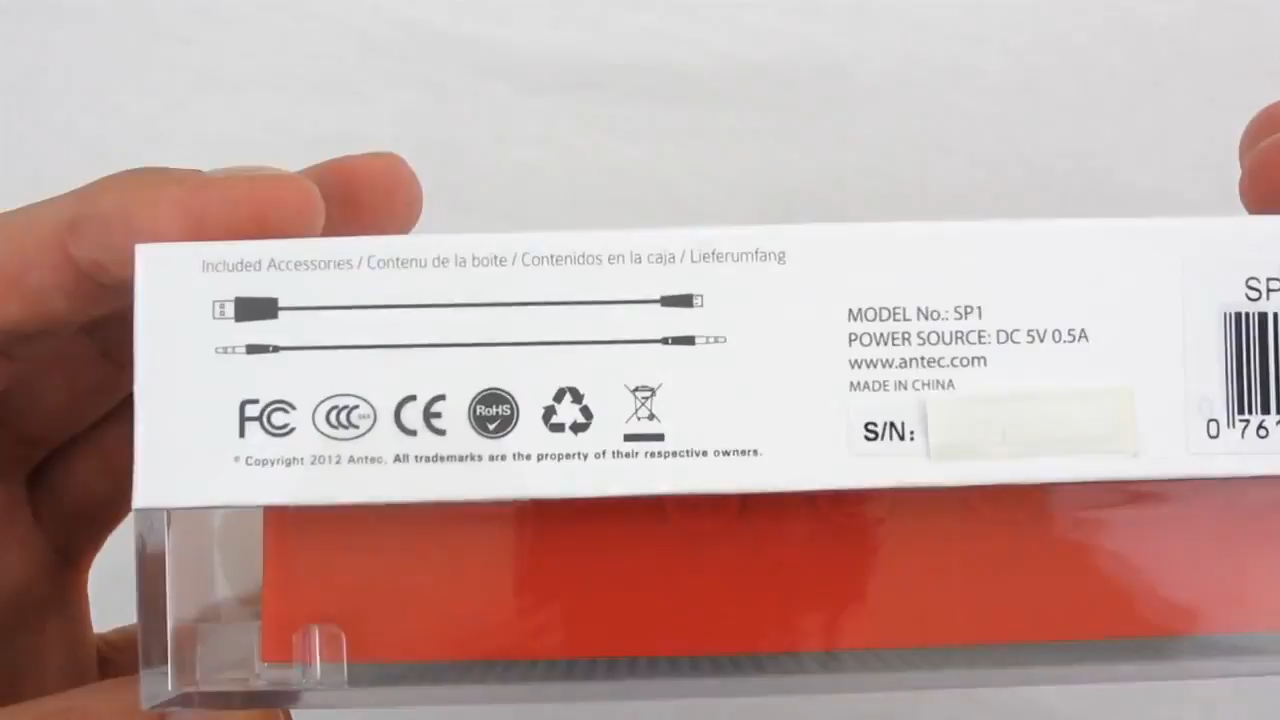 Included Accessories / Contenu de la boite / Contenidos en la caja / Lieferumfang
FC CCC S&E CE RoHS
° Copyright 2012 Antec. All trademarks are the property of their respective owners.
MODEL No.: SP1
POWER SOURCE: DC 5V 0.5A
www.antec.com
MADE IN CHINA
S/N:
SP
0 761